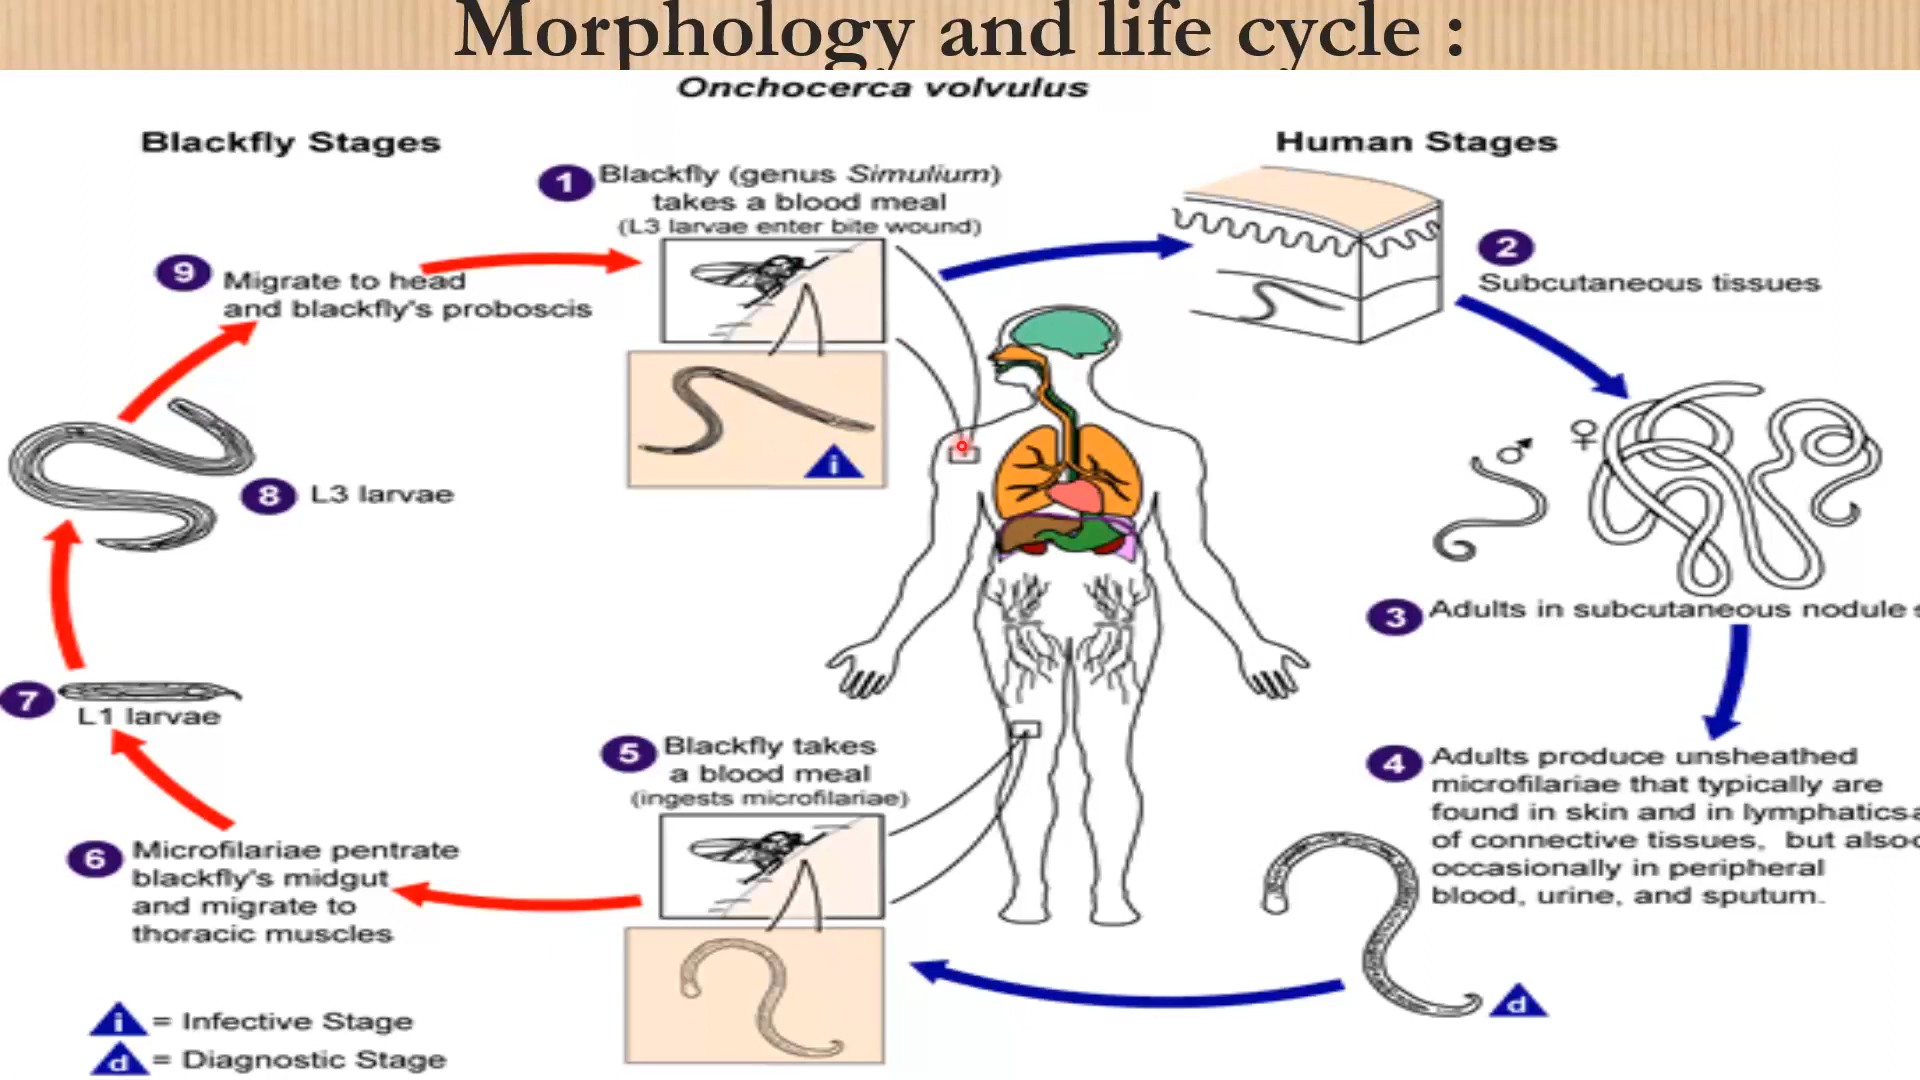 Morphology and life cycle :
Onchocerca volvulus
Blackfly Stages
Human Stages
1
Blackfly (genus Simulium)
takes a blood meal
(L3 larvae enter bite wound)
i
2
Subcutaneous tissues
♂
♀
3
Adults in subcutaneous nodule s
4
Adults produce unsheathed
microfilariae that typically are
found in skin and in lymphatics
of connective tissues, but also
occasionally in peripheral
blood, urine, and sputum.
d
5
Blackfly takes
a blood meal
(ingests microfilariae)
6
Microfilariae pentrate
blackfly's midgut
and migrate to
thoracic muscles
7
L1 larvae
8
L3 larvae
9
Migrate to head
and blackfly's proboscis
i = Infective Stage
d = Diagnostic Stage